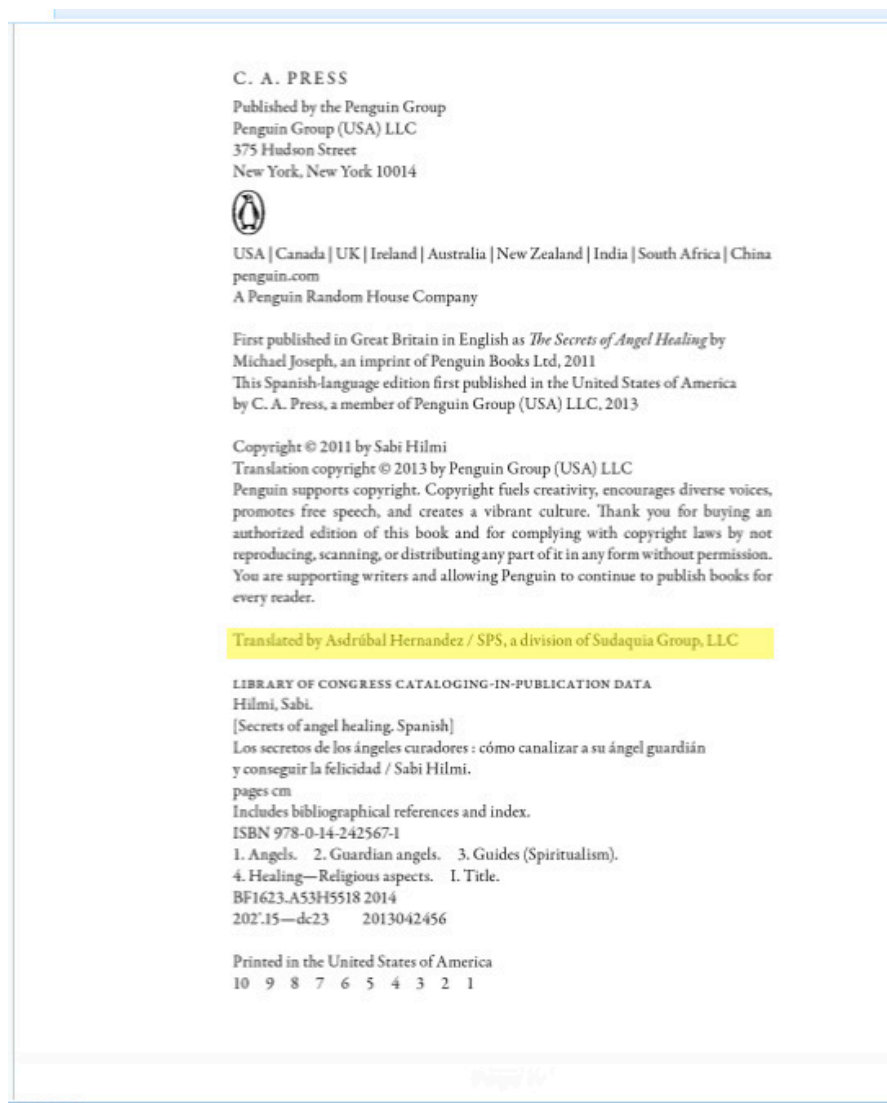 C. A. PRESS
Published by the Penguin Group
Penguin Group (USA) LLC
375 Hudson Street
New York, New York 10014
USA | Canada | UK | Ireland | Australia | New Zealand | India | South Africa | China
penguin.com
A Penguin Random House Company
First published in Great Britain in English as The Secrets of Angel Healing by
Michael Joseph, an imprint of Penguin Books Ltd, 2011
This Spanish-language edition first published in the United States of America
by C. A. Press, a member of Penguin Group (USA) LLC, 2013
Copyright © 2011 by Sabi Hilmi
Translation copyright © 2013 by Penguin Group (USA) LLC
Penguin supports copyright. Copyright fuels creativity, encourages diverse voices,
promotes free speech, and creates a vibrant culture. Thank you for buying an
authorized edition of this book and for complying with copyright laws by not
reproducing, scanning, or distributing any part of it in any form without permission.
You are supporting writers and allowing Penguin to continue to publish books for
every reader.
Translated by Asdrúbal Hernandez / SPS, a division of Sudaquia Group, LLC
LIBRARY OF CONGRESS CATALOGING-IN-PUBLICATION DATA
Hilmi, Sabi.
[Secrets of angel healing. Spanish]
Los secretos de los ángeles curadores : cómo canalizar a su ángel guardián
y conseguir la felicidad / Sabi Hilmi.
pages cm
Includes bibliographical references and index.
ISBN 978-0-14-242567-1
1. Angels. 2. Guardian angels. 3. Guides (Spiritualism).
4. Healing—Religious aspects. I. Title.
BF1623.A53H5518 2014
202'.15—dc23 2013042456
Printed in the United States of America
10 9 8 7 6 5 4 3 2 1